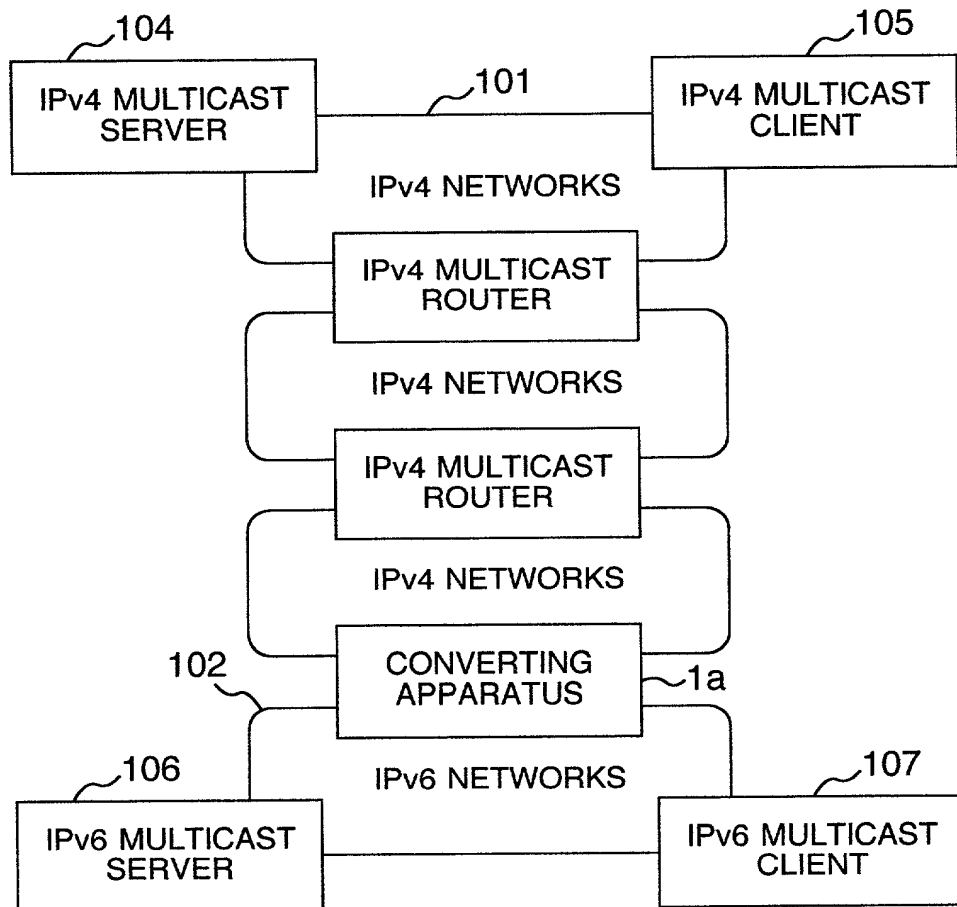 104
105
IPv4 MULTICAST
SERVER
101
IPv4 MULTICAST
CLIENT
IPv4 NETWORKS
IPv4 MULTICAST
ROUTER
IPv4 NETWORKS
IPv4 MULTICAST
ROUTER
IPv4 NETWORKS
102
CONVERTING
APPARATUS
1a
106
IPv6 NETWORKS
107
IPv6 MULTICAST
SERVER
IPv6 MULTICAST
CLIENT